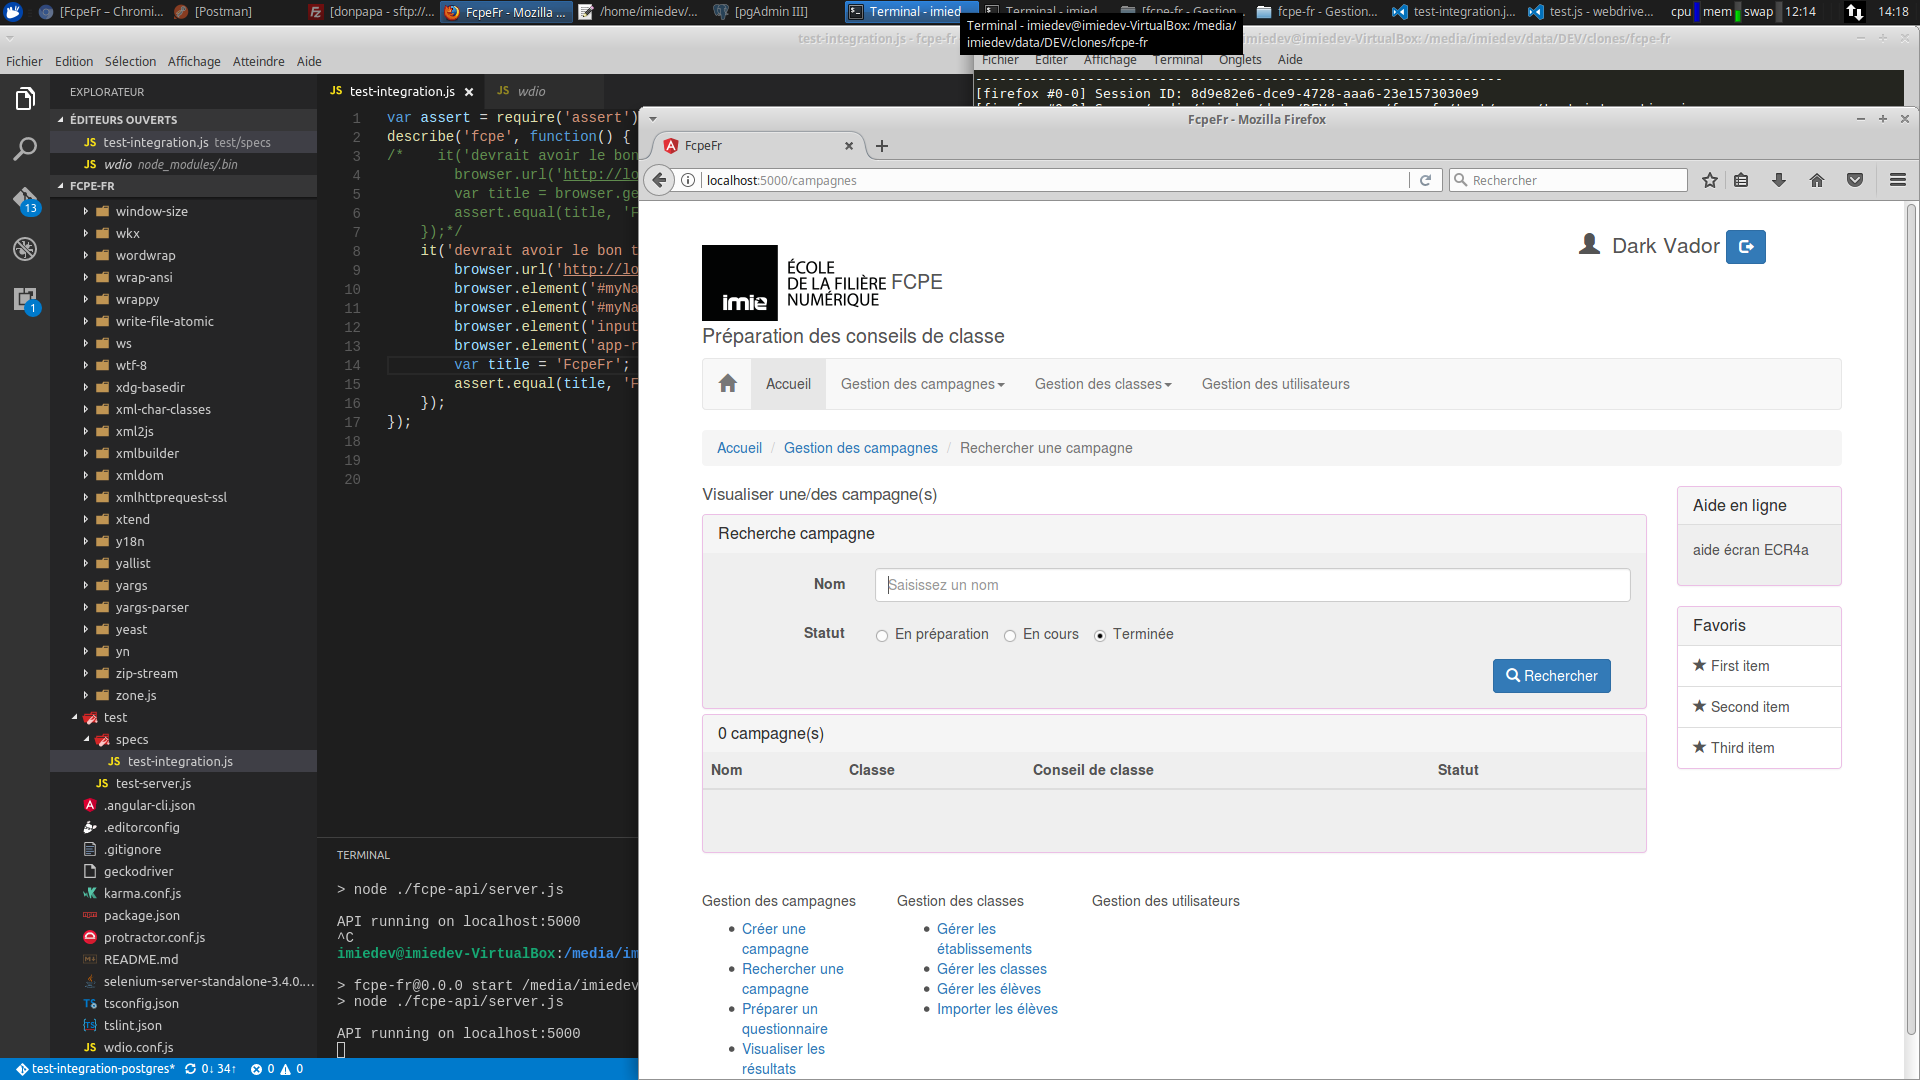 [FcpeFr – Chromi...
[Postman]
[donpapa - sftp://...
FcpeFr - Mozilla ...
/home/imiedev/...
[pgAdmin III]
Terminal - imied...
Terminal - imied
[fcpe-fr - Gestion
fcpe-fr - Gestion...
test-integration.j...
test.js - webdrive...
cpu mem swap 12:14 14:18
Terminal - imiedev@imiedev-VirtualBox: /media/
imiedev/data/DEV/clones/fcpe-fr
test-integration.js - fcpe-fr
imiedev@imiedev-VirtualBox: /media/imiedev/data/DEV/clones/fcpe-fr
Fichier Edition Sélection Affichage Atteindre Aide
Fichier Éditer Affichage Terminal Onglets Aide
[firefox #0-0] Session ID: 8d9e82e6-dce9-4728-aaa6-23e1573030e9
EXPLORATEUR
ÉDITEURS OUVERTS
JS test-integration.js test/specs
JS wdio node_modules/.bin
FCPE-FR
13
1
window-size
wkx
wordwrap
wrap-ansi
wrappy
write-file-atomic
ws
wtf-8
xdg-basedir
xml-char-classes
xml2js
xmlbuilder
xmldom
xmlhttprequest-ssl
xtend
y18n
yallist
yargs
yargs-parser
yeast
yn
zip-stream
zone.js
test
specs
JS test-integration.js
JS test-server.js
.angular-cli.json
.editorconfig
.gitignore
geckodriver
karma.conf.js
package.json
protractor.conf.js
README.md
selenium-server-standalone-3.4.0....
tsconfig.json
tslint.json
JS wdio.conf.js
test-integration-postgres* 0↓ 34↑ 0 0
JS test-integration.js
JS wdio
1 var assert = require('assert')
2 describe('fcpe', function() {
3 /* it('devrait avoir le bon
4 browser.url('http://lo
5 var title = browser.ge
6 assert.equal(title, 'F
7 });*/
8 it('devrait avoir le bon t
9 browser.url('http://lo
10 browser.element('#myNa
11 browser.element('#myNa
12 browser.element('input
13 browser.element('app-r
14 var title = 'FcpeFr';
15 assert.equal(title, 'F
16 });
17 });
18
19
20
TERMINAL
> node ./fcpe-api/server.js
API running on localhost:5000
^C
imiedev@imiedev-VirtualBox:/media/im
> fcpe-fr@0.0.0 start /media/imiedev
> node ./fcpe-api/server.js
API running on localhost:5000
FcpeFr - Mozilla Firefox
FcpeFr
localhost:5000/campagnes
Rechercher
imie
ÉCOLE
DE LA FILIÈRE
NUMÉRIQUE
FCPE
Dark Vador
Préparation des conseils de classe
Accueil Gestion des campagnes Gestion des classes Gestion des utilisateurs
Accueil / Gestion des campagnes / Rechercher une campagne
Visualiser une/des campagne(s)
Recherche campagne
Nom Saisissez un nom
Statut En préparation En cours Terminée
Rechercher
0 campagne(s)
Nom Classe Conseil de classe Statut
Aide en ligne
aide écran ECR4a
Favoris
First item
Second item
Third item
Gestion des campagnes
Créer une
campagne
Rechercher une
campagne
Préparer un
questionnaire
Visualiser les
résultats
Gestion des classes
Gérer les
établissements
Gérer les classes
Gérer les élèves
Importer les élèves
Gestion des utilisateurs